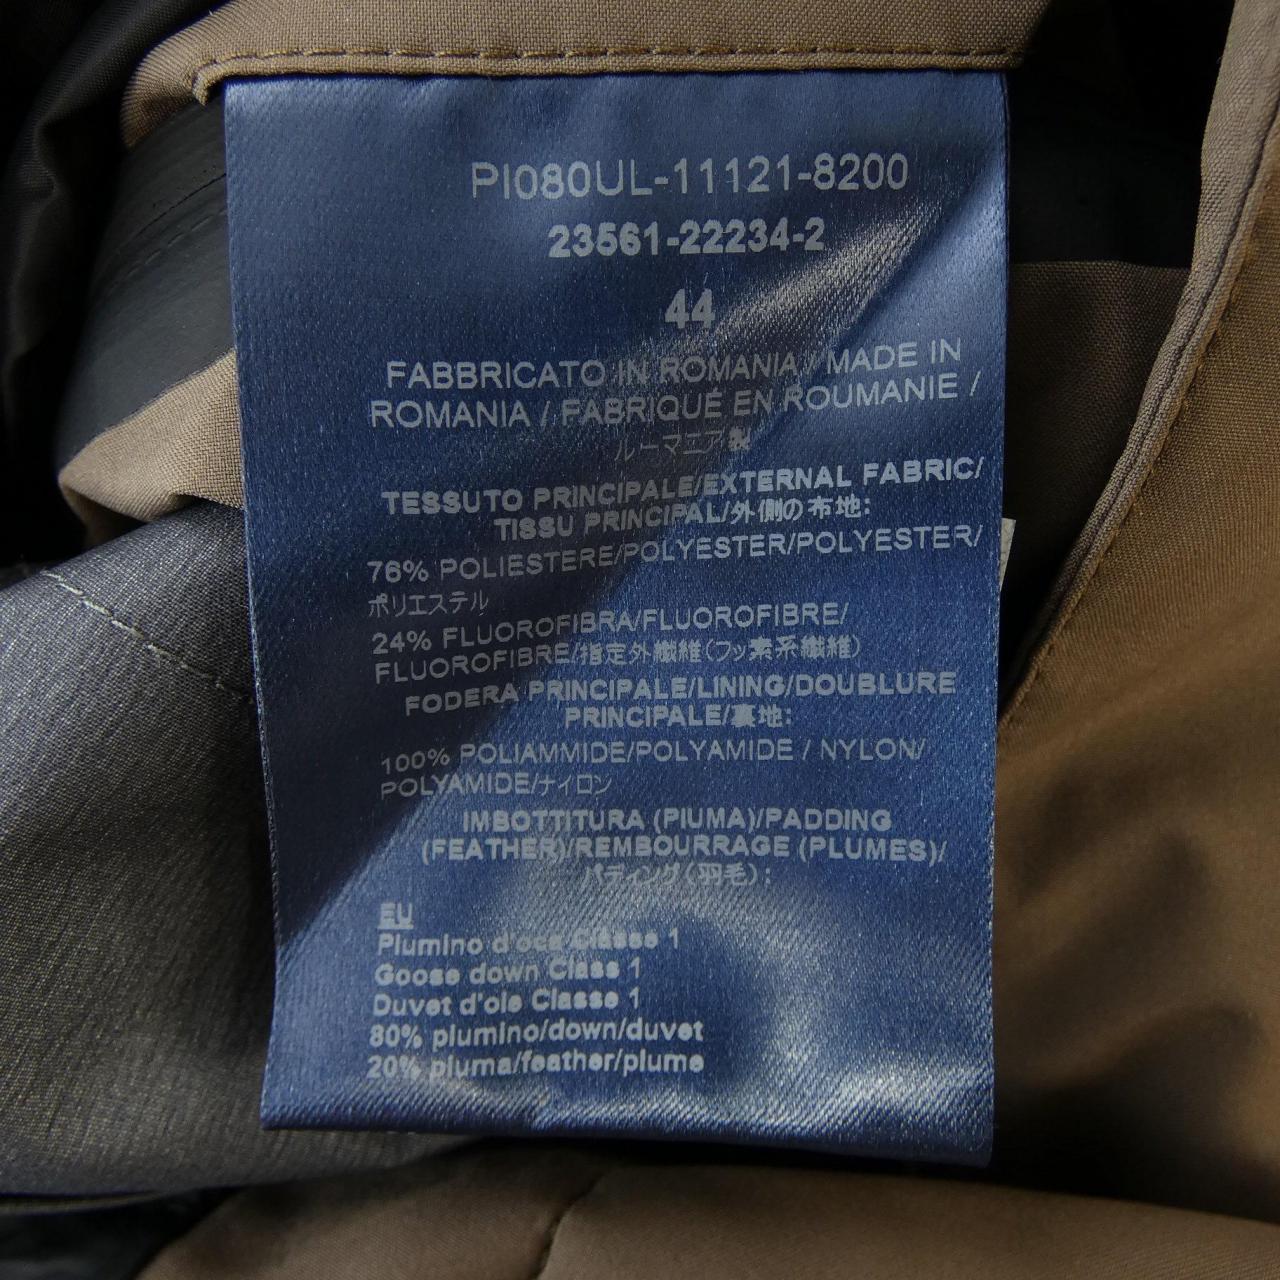 PI080UL-11121-8200
23561-22234-2
44
FABBRICATO IN ROMANIA / MADE IN
ROMANIA / FABRIQUÉ EN ROUMANIE /
ルーマニア製
TESSUTO PRINCIPALE/EXTERNAL FABRIC/
TISSU PRINCIPAL/外側の布地:
76% POLIESTERE/POLYESTER/POLYESTER/
ポリエステル
24% FLUOROFIBRA/FLUOROFIBRE/
FLUOROFIBRE/指定外繊維(フッ素系繊維)
FODERA PRINCIPALE/LINING/DOUBLURE
PRINCIPALE/裏地:
100% POLIAMMIDE/POLYAMIDE / NYLON/
POLYAMIDE/ナイロン
IMBOTTITURA (PIUMA)/PADDING
(FEATHER)/REMBOURRAGE (PLUMES)/
パディング(羽毛):
EU
Piumino d'oca Classe 1
Goose down Class 1
Duvet d'oie Classe 1
80% piumino/down/duvet
20% piuma/feather/plume